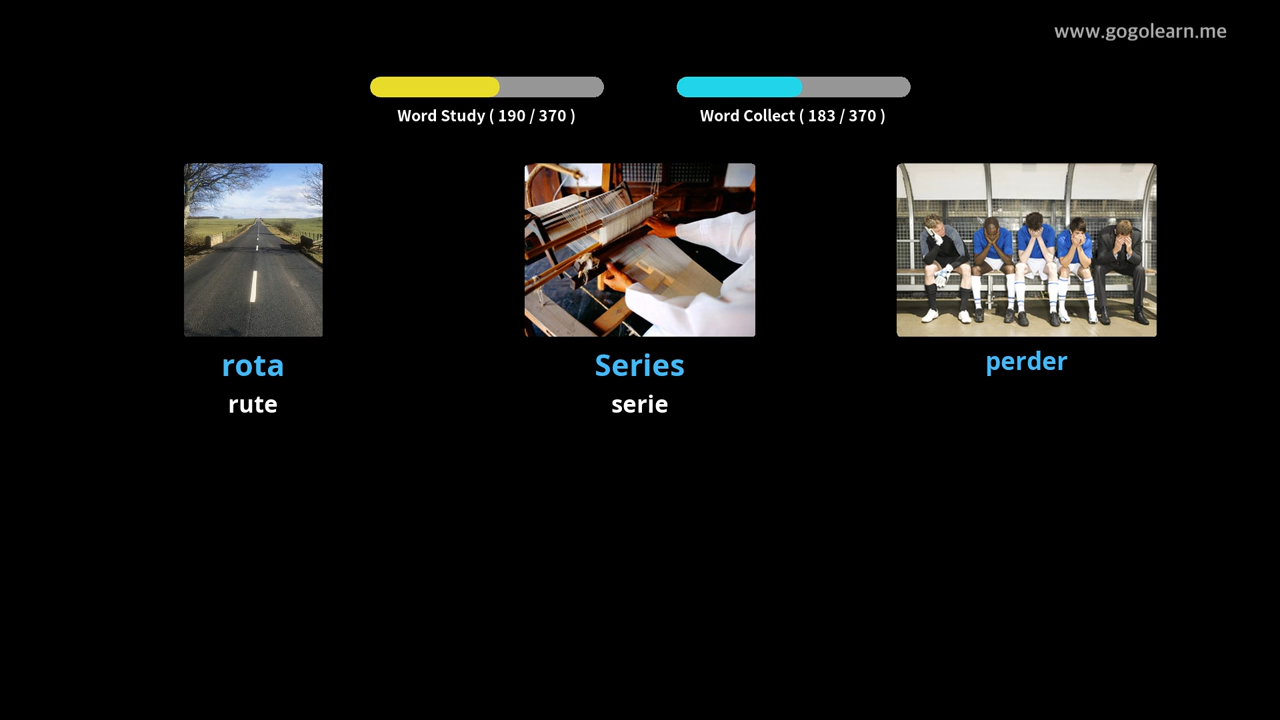 www.gogolearn.me
Word Study ( 190 / 370 )
Word Collect ( 183 / 370 )
rota
rute
Series
serie
perder